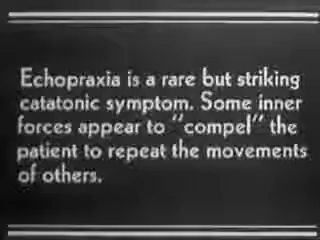 Echopraxia is a rare but striking
catatonic symptom. Some inner
forces appear to "compel" the
patient to repeat the movements
of others.